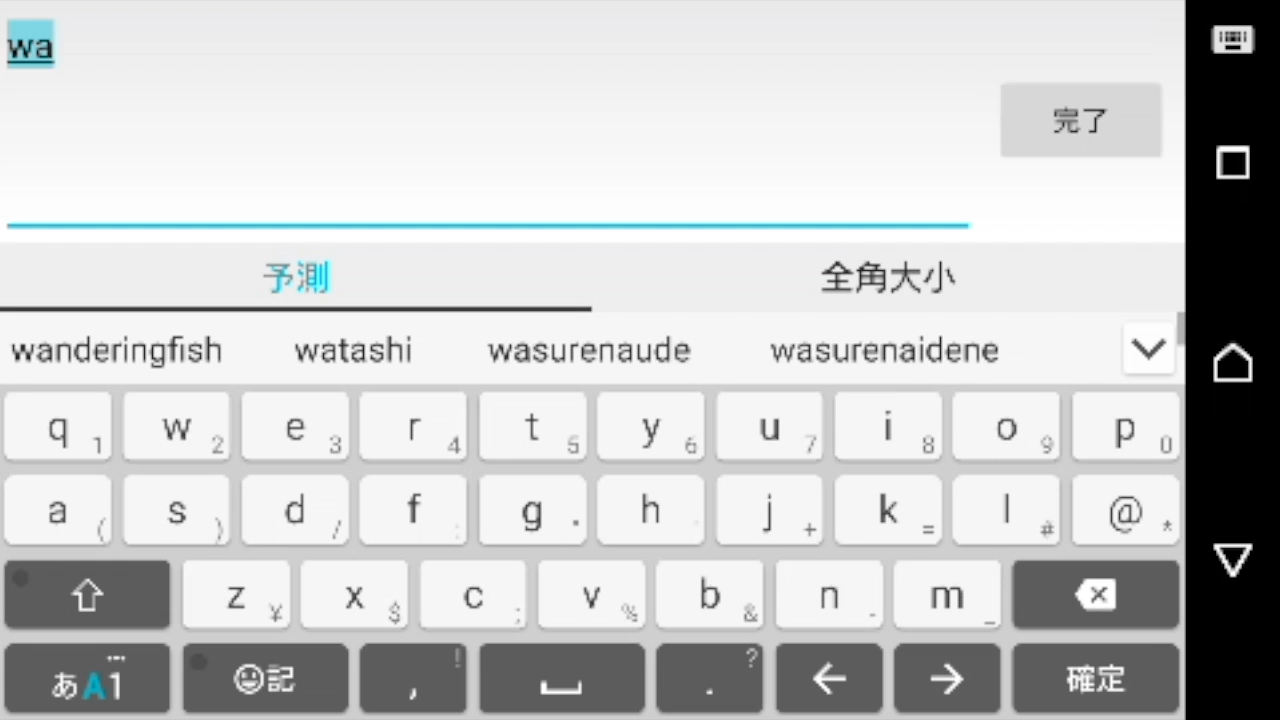 wa
完了
予測 全角大小
wanderingfish watashi wasurenaude wasurenaidene
q 1 w 2 e 3 r 4 t 5 y 6 u 7 i 8 o 9 p 0
a ( s ) d / f : g h j + k = l # @ *
z ¥ x $ c ; v % b & n - m _
あA1 記 , ! . ? ← → 確定